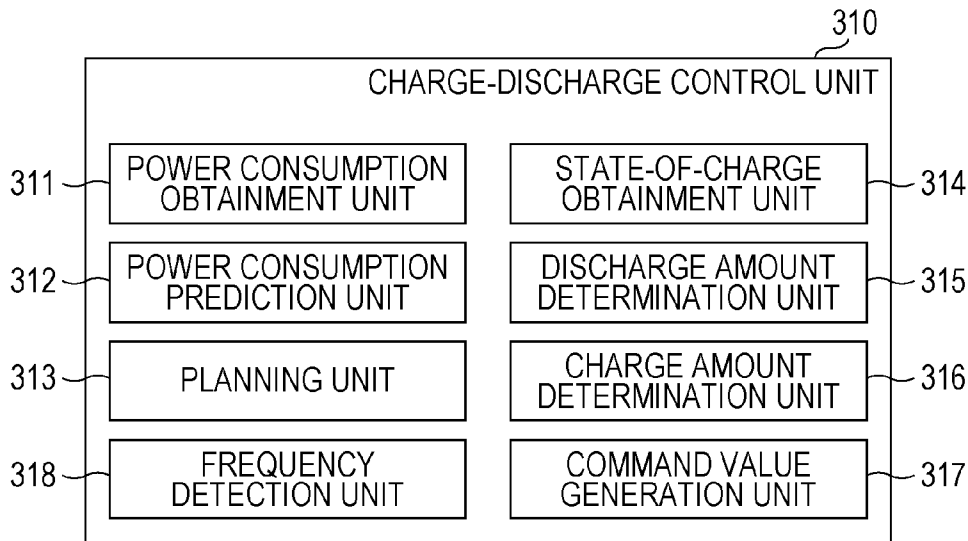 310
CHARGE-DISCHARGE CONTROL UNIT
311
POWER CONSUMPTION
OBTAINMENT UNIT
STATE-OF-CHARGE
OBTAINMENT UNIT
314
312
POWER CONSUMPTION
PREDICTION UNIT
DISCHARGE AMOUNT
DETERMINATION UNIT
315
313
PLANNING UNIT
CHARGE AMOUNT
DETERMINATION UNIT
316
318
FREQUENCY
DETECTION UNIT
COMMAND VALUE
GENERATION UNIT
317